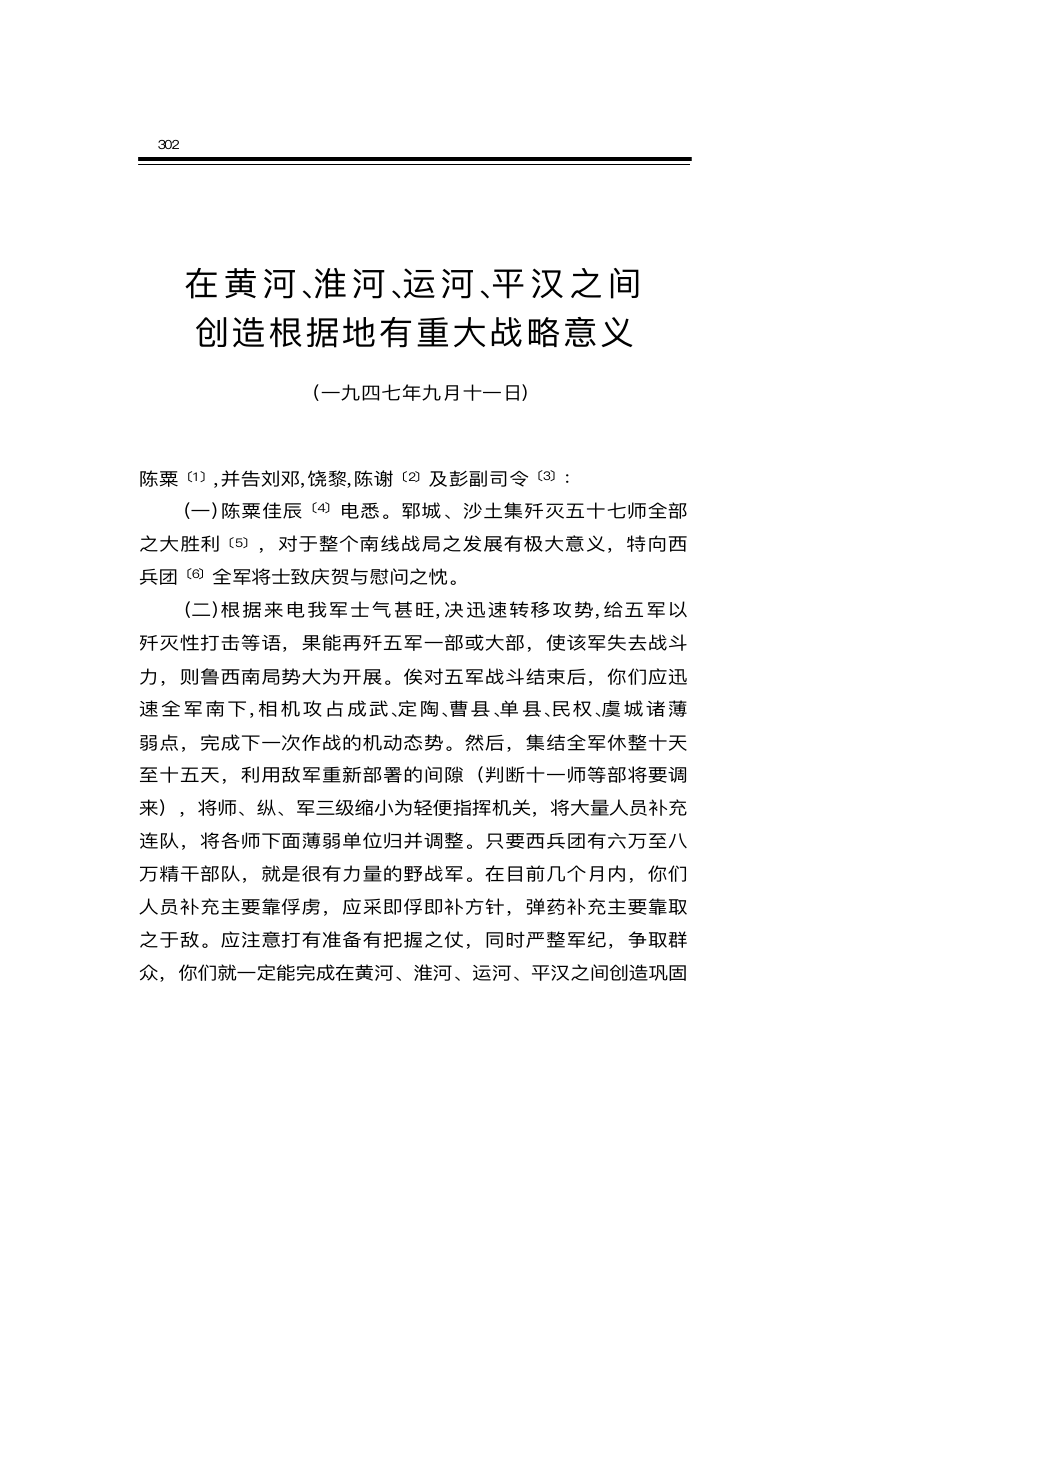 302
在黄河、淮河、运河、平汉之间
创造根据地有重大战略意义
(一九四七年九月十一日)
陈粟〔1〕,并告刘邓,饶黎,陈谢〔2〕及彭副司令〔3〕:
(一)陈粟佳辰〔4〕电悉。郓城、沙土集歼灭五十七师全部
之大胜利〔5〕，对于整个南线战局之发展有极大意义，特向西
兵团〔6〕全军将士致庆贺与慰问之忱。
(二)根据来电我军士气甚旺,决迅速转移攻势,给五军以
歼灭性打击等语，果能再歼五军一部或大部，使该军失去战斗
力，则鲁西南局势大为开展。俟对五军战斗结束后，你们应迅
速全军南下,相机攻占成武、定陶、曹县、单县、民权、虞城诸薄
弱点，完成下一次作战的机动态势。然后，集结全军休整十天
至十五天，利用敌军重新部署的间隙（判断十一师等部将要调
来），将师、纵、军三级缩小为轻便指挥机关，将大量人员补充
连队，将各师下面薄弱单位归并调整。只要西兵团有六万至八
万精干部队，就是很有力量的野战军。在目前几个月内，你们
人员补充主要靠俘虏，应采即俘即补方针，弹药补充主要靠取
之于敌。应注意打有准备有把握之仗，同时严整军纪，争取群
众，你们就一定能完成在黄河、淮河、运河、平汉之间创造巩固